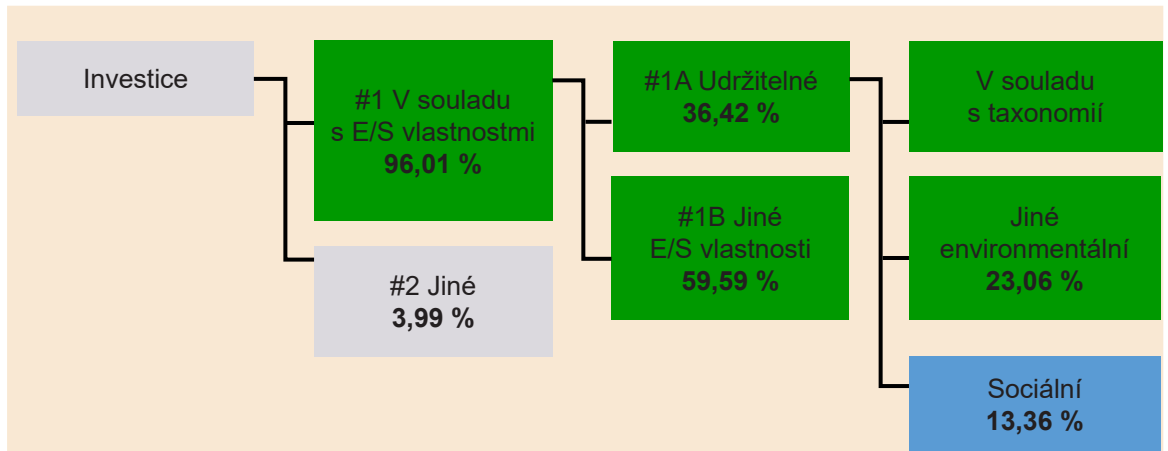 Investice
#1 V souladu
s E/S vlastnostmi
96,01 %
#2 Jiné
3,99 %
#1A Udržitelné
36,42 %
#1B Jiné
E/S vlastnosti
59,59 %
V souladu
s taxonomií
Jiné
environmentální
23,06 %
Sociální
13,36 %